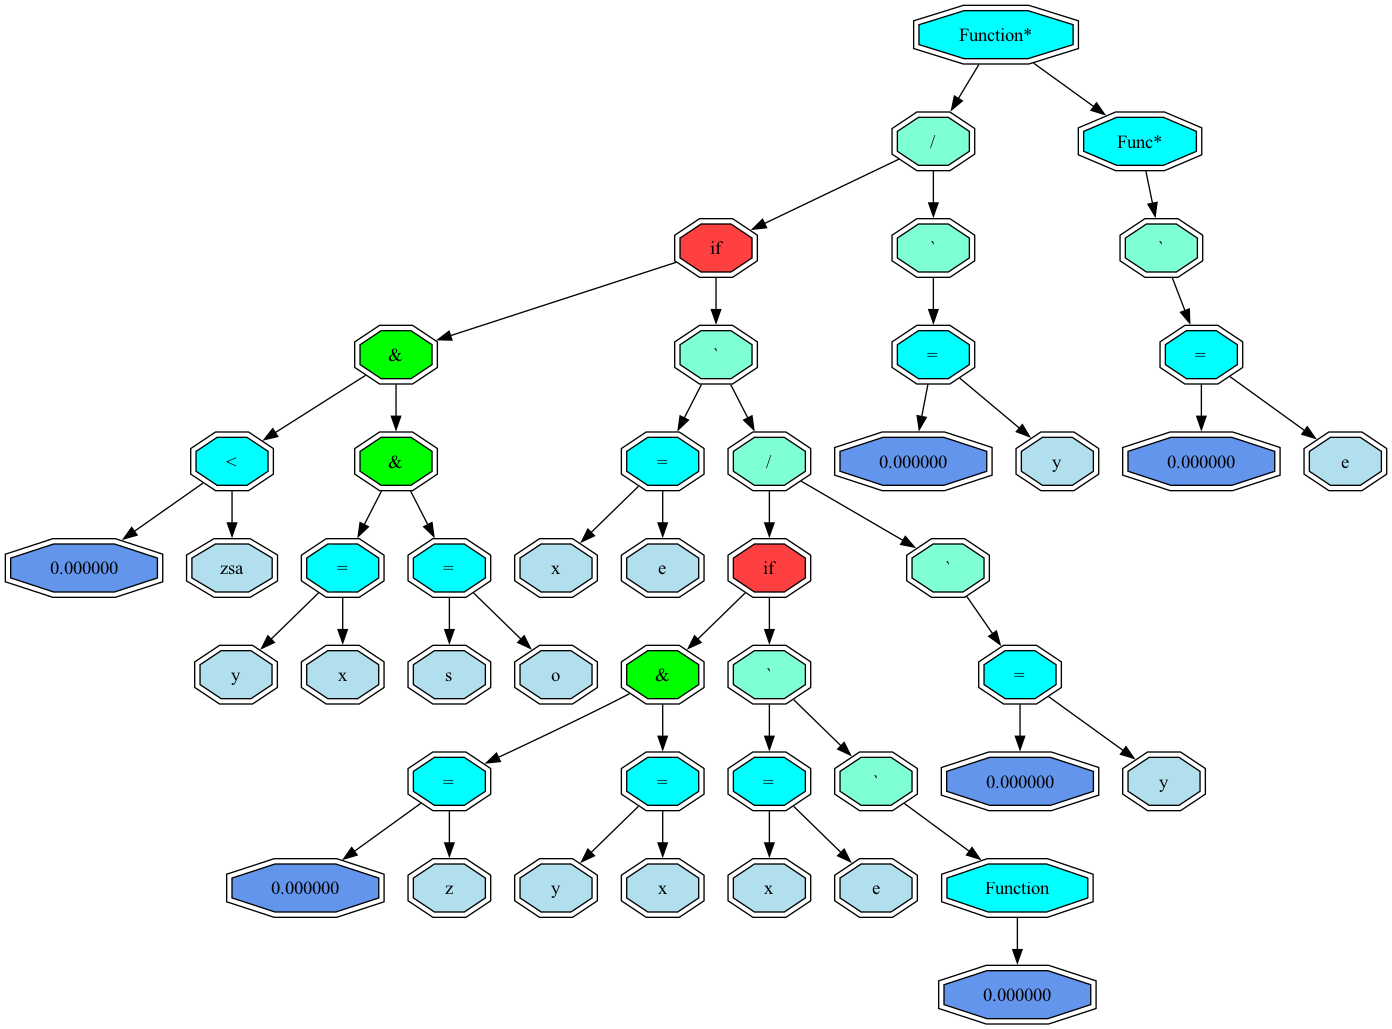 Function*
/ Func*
if ` `
& ` = =
< & = / 0.000000 y 0.000000 e
0.000000 zsa = = x e if `
y x s o & ` =
= = = ` 0.000000 y
0.000000 z y x x e Function
0.000000